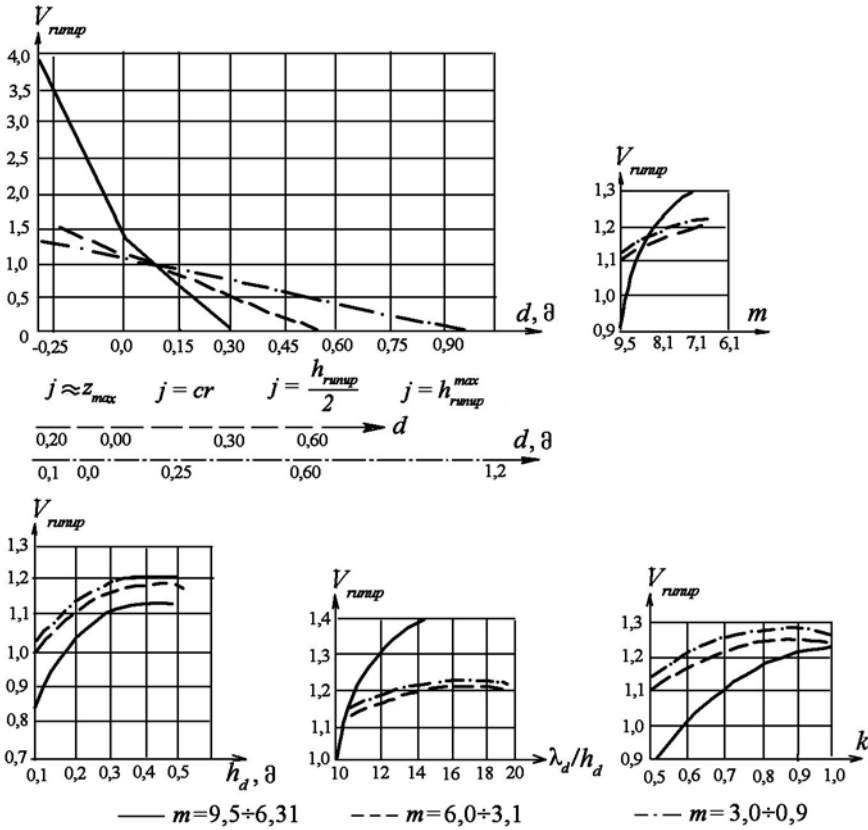 V runup
4,0
3,5
3,0
2,5
2,0
1,5
1,0
0,5
0
-0,25 0,0 0,15 0,30 0,45 0,60 0,75 0,90
d, д
V runup
1,3
1,2
1,1
1,0
0,9
9,5 8,1 7,1 6,1
m
j ≈ z max j = cr j = h runup / 2 j = h max runup
0,20 0,00 0,30 0,60 d
0,1 0,0 0,25 0,60 1,2 d, д
V runup
1,3
1,2
1,1
1,0
0,9
0,8
0,7
0,1 0,2 0,3 0,4 0,5
h d, д
V runup
1,4
1,3
1,2
1,1
1,0
10 12 14 16 18 20
λ d / h d
V runup
1,3
1,2
1,1
1,0
0,9
0,5 0,6 0,7 0,8 0,9 1,0
k
m=9,5÷6,31 m=6,0÷3,1 m=3,0÷0,9